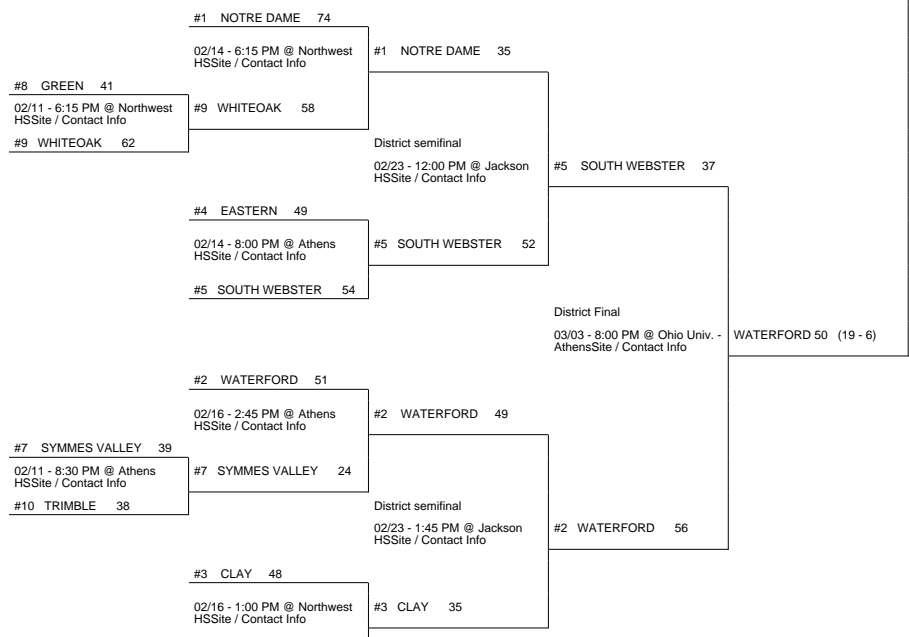 #1 NOTRE DAME 74
02/14 - 6:15 PM @ Northwest
HSSite / Contact Info
#1 NOTRE DAME 35
#8 GREEN 41
02/11 - 6:15 PM @ Northwest
HSSite / Contact Info
#9 WHITEOAK 58
#9 WHITEOAK 62
District semifinal
02/23 - 12:00 PM @ Jackson
HSSite / Contact Info
#5 SOUTH WEBSTER 37
#4 EASTERN 49
02/14 - 8:00 PM @ Athens
HSSite / Contact Info
#5 SOUTH WEBSTER 52
#5 SOUTH WEBSTER 54
District Final
03/03 - 8:00 PM @ Ohio Univ. -
AthensSite / Contact Info
WATERFORD 50 (19 - 6)
#2 WATERFORD 51
02/16 - 2:45 PM @ Athens
HSSite / Contact Info
#2 WATERFORD 49
#7 SYMMES VALLEY 39
02/11 - 8:30 PM @ Athens
HSSite / Contact Info
#7 SYMMES VALLEY 24
#10 TRIMBLE 38
District semifinal
02/23 - 1:45 PM @ Jackson
HSSite / Contact Info
#2 WATERFORD 56
#3 CLAY 48
02/16 - 1:00 PM @ Northwest
HSSite / Contact Info
#3 CLAY 35